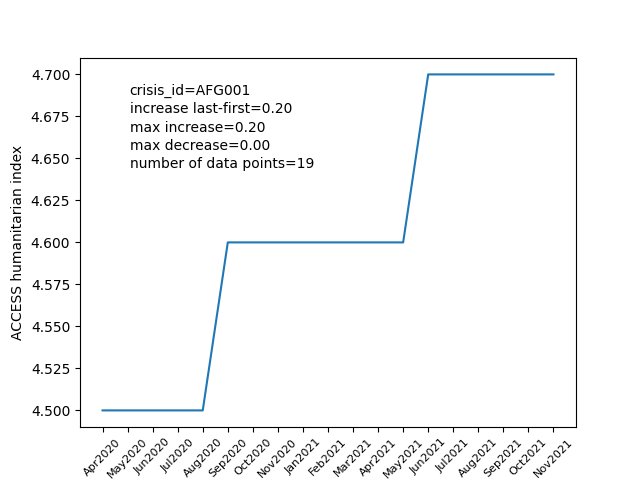 crisis_id=AFG001
increase last-first=0.20
max increase=0.20
max decrease=0.00
number of data points=19
ACCESS humanitarian index
4.700
4.675
4.650
4.625
4.600
4.575
4.550
4.525
4.500
Apr2020
May2020
Jun2020
Jul2020
Aug2020
Sep2020
Oct2020
Nov2020
Jan2021
Feb2021
Mar2021
Apr2021
May2021
Jun2021
Jul2021
Aug2021
Sep2021
Oct2021
Nov2021